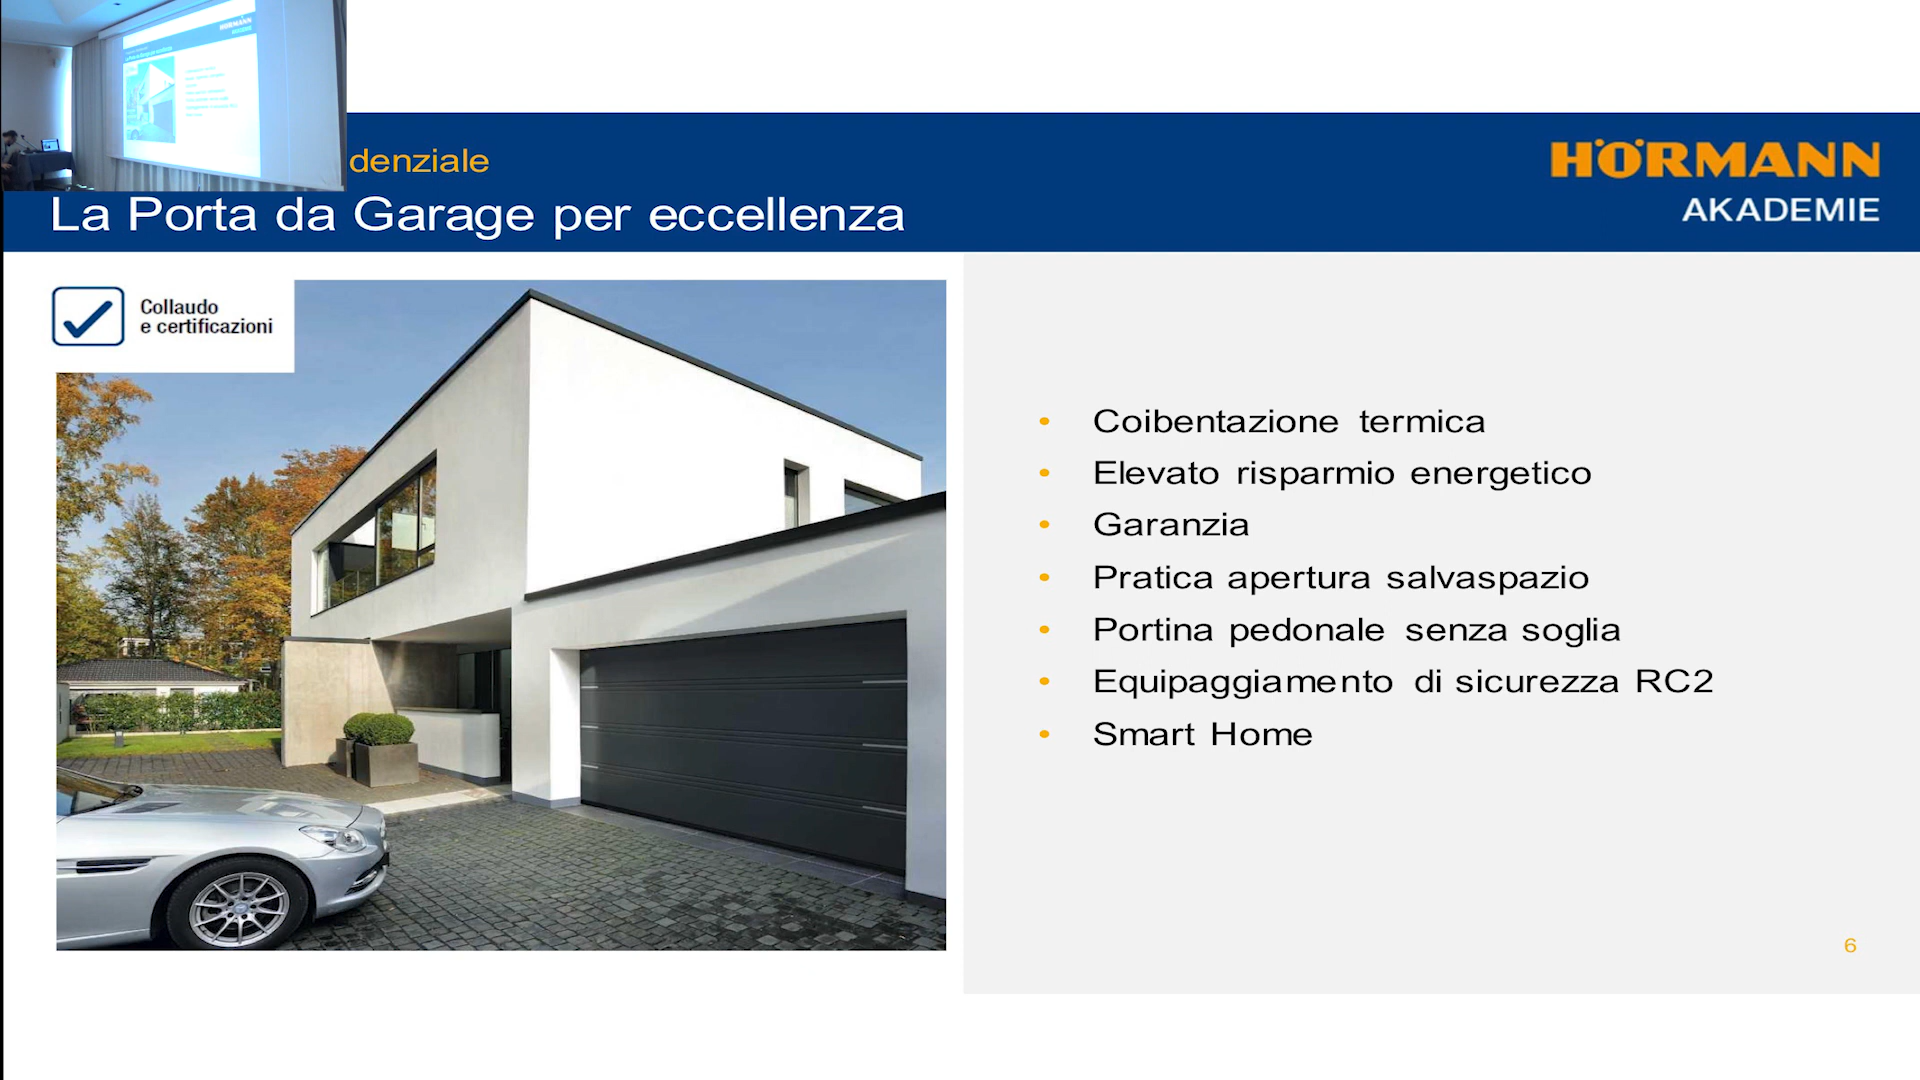 denziale
La Porta da Garage per eccellenza
HÖRMANN
AKADEMIE
Collaudo
e certificazioni
• Coibentazione termica
• Elevato risparmio energetico
• Garanzia
• Pratica apertura salvaspazio
• Portina pedonale senza soglia
• Equipaggiamento di sicurezza RC2
• Smart Home
6